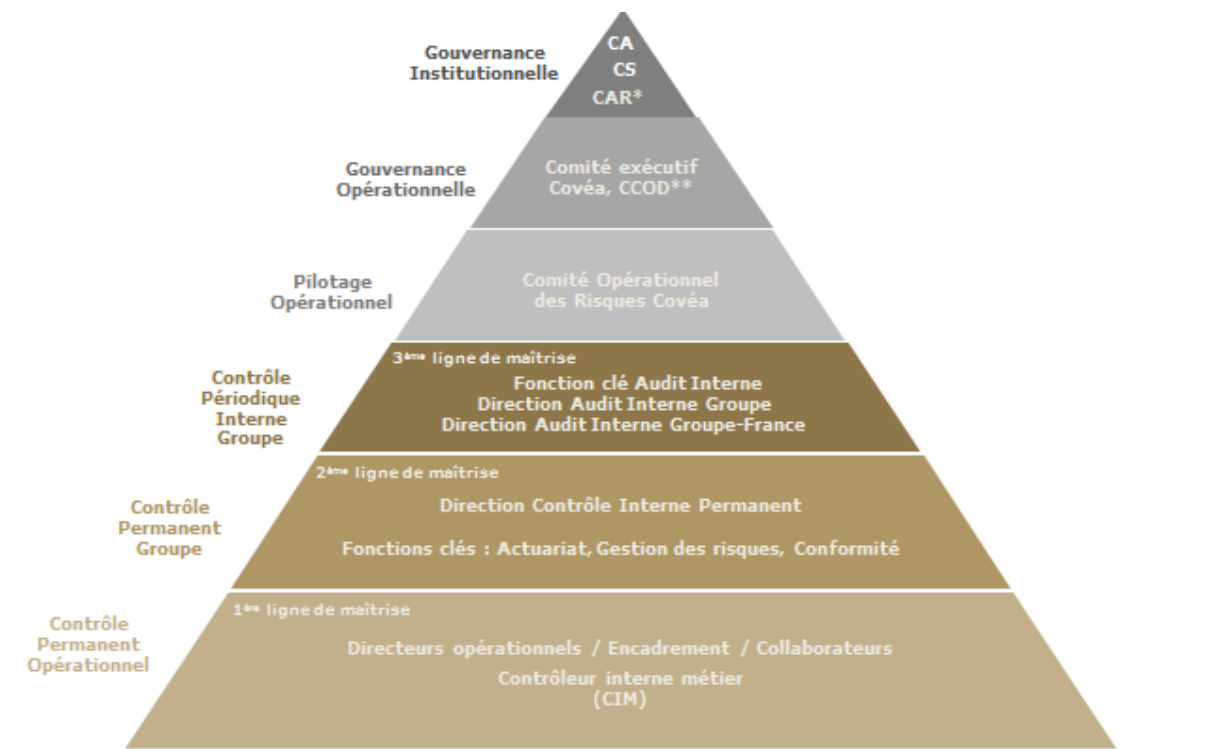 Gouvernance
Institutionnelle
CA
CS
CAR*
Gouvernance
Opérationnelle
Comité exécutif
Covéa, CCOD**
Pilotage
Opérationnel
Comité Opérationnel
des Risques Covéa
Contrôle
Périodique
Interne
Groupe
3ème ligne de maîtrise
Fonction clé Audit Interne
Direction Audit Interne Groupe
Direction Audit Interne Groupe-France
Contrôle
Permanent
Groupe
2ème ligne de maîtrise
Direction Contrôle Interne Permanent
Fonctions clés : Actuariat, Gestion des risques, Conformité
Contrôle
Permanent
Opérationnel
1ère ligne de maîtrise
Directeurs opérationnels / Encadrement / Collaborateurs
Contrôleur interne métier
(CIM)